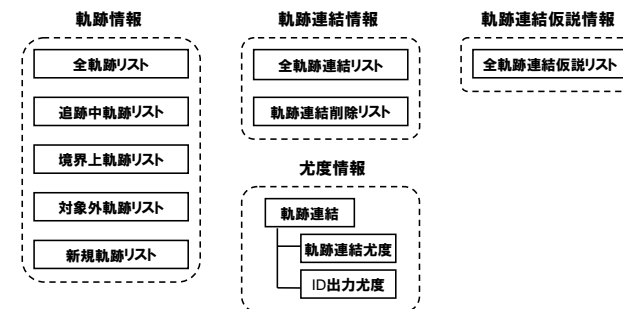 軌跡情報
全軌跡リスト
追跡中軌跡リスト
境界上軌跡リスト
対象外軌跡リスト
新規軌跡リスト
軌跡連結情報
全軌跡連結リスト
軌跡連結削除リスト
尤度情報
軌跡連結
軌跡連結尤度
ID出力尤度
軌跡連結仮説情報
全軌跡連結仮説リスト